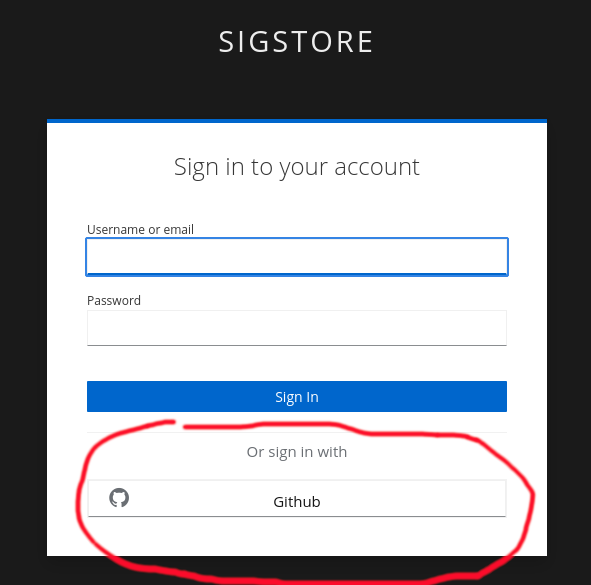 SIGSTORE
Sign in to your account
Username or email
Password
Sign In
Or sign in with
Github